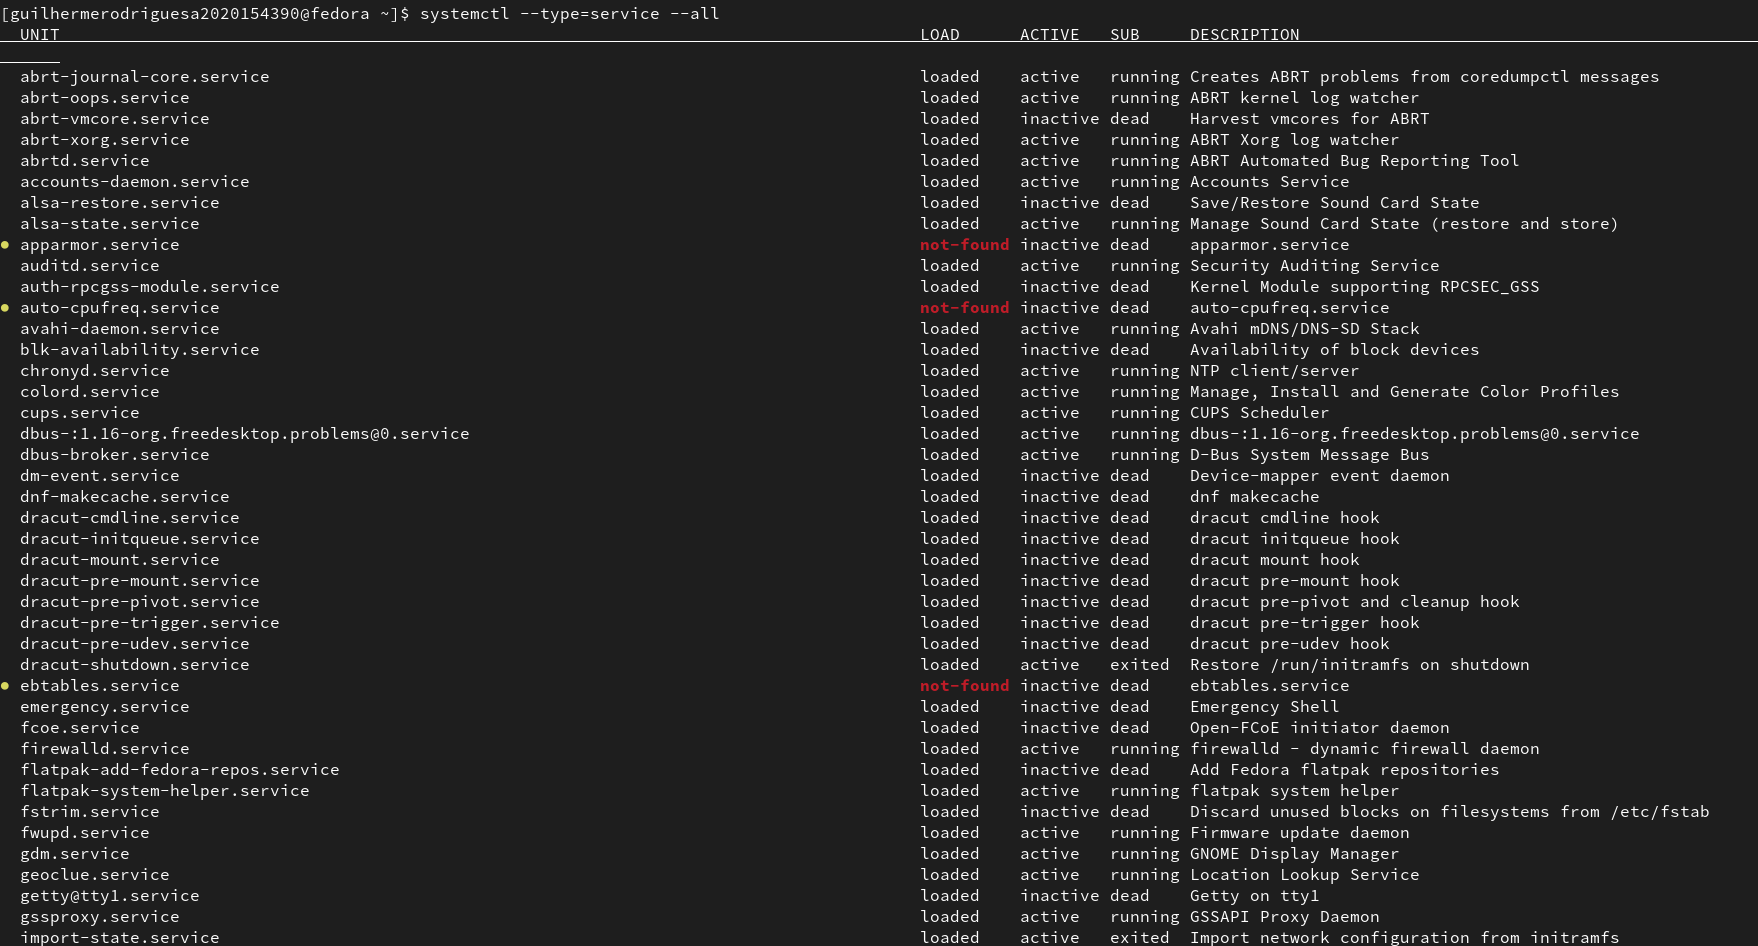 [guilhermerodriguesa2020154390@fedora ~]$ systemctl --type=service --all
UNIT LOAD ACTIVE SUB DESCRIPTION
abrt-journal-core.service loaded active running Creates ABRT problems from coredumpctl messages
abrt-oops.service loaded active running ABRT kernel log watcher
abrt-vmcore.service loaded inactive dead Harvest vmcores for ABRT
abrt-xorg.service loaded active running ABRT Xorg log watcher
abrtd.service loaded active running ABRT Automated Bug Reporting Tool
accounts-daemon.service loaded active running Accounts Service
alsa-restore.service loaded inactive dead Save/Restore Sound Card State
alsa-state.service loaded active running Manage Sound Card State (restore and store)
● apparmor.service not-found inactive dead apparmor.service
auditd.service loaded active running Security Auditing Service
auth-rpcgss-module.service loaded inactive dead Kernel Module supporting RPCSEC_GSS
● auto-cpufreq.service not-found inactive dead auto-cpufreq.service
avahi-daemon.service loaded active running Avahi mDNS/DNS-SD Stack
blk-availability.service loaded inactive dead Availability of block devices
chronyd.service loaded active running NTP client/server
colord.service loaded active running Manage, Install and Generate Color Profiles
cups.service loaded active running CUPS Scheduler
dbus-:1.16-org.freedesktop.problems@0.service loaded active running dbus-:1.16-org.freedesktop.problems@0.service
dbus-broker.service loaded active running D-Bus System Message Bus
dm-event.service loaded inactive dead Device-mapper event daemon
dnf-makecache.service loaded inactive dead dnf makecache
dracut-cmdline.service loaded inactive dead dracut cmdline hook
dracut-initqueue.service loaded inactive dead dracut initqueue hook
dracut-mount.service loaded inactive dead dracut mount hook
dracut-pre-mount.service loaded inactive dead dracut pre-mount hook
dracut-pre-pivot.service loaded inactive dead dracut pre-pivot and cleanup hook
dracut-pre-trigger.service loaded inactive dead dracut pre-trigger hook
dracut-pre-udev.service loaded inactive dead dracut pre-udev hook
dracut-shutdown.service loaded active exited Restore /run/initramfs on shutdown
● ebtables.service not-found inactive dead ebtables.service
emergency.service loaded inactive dead Emergency Shell
fcoe.service loaded inactive dead Open-FCoE initiator daemon
firewalld.service loaded active running firewalld - dynamic firewall daemon
flatpak-add-fedora-repos.service loaded inactive dead Add Fedora flatpak repositories
flatpak-system-helper.service loaded active running flatpak system helper
fstrim.service loaded inactive dead Discard unused blocks on filesystems from /etc/fstab
fwupd.service loaded active running Firmware update daemon
gdm.service loaded active running GNOME Display Manager
geoclue.service loaded active running Location Lookup Service
getty@tty1.service loaded inactive dead Getty on tty1
gssproxy.service loaded active running GSSAPI Proxy Daemon
import-state.service loaded active exited Import network configuration from initramfs